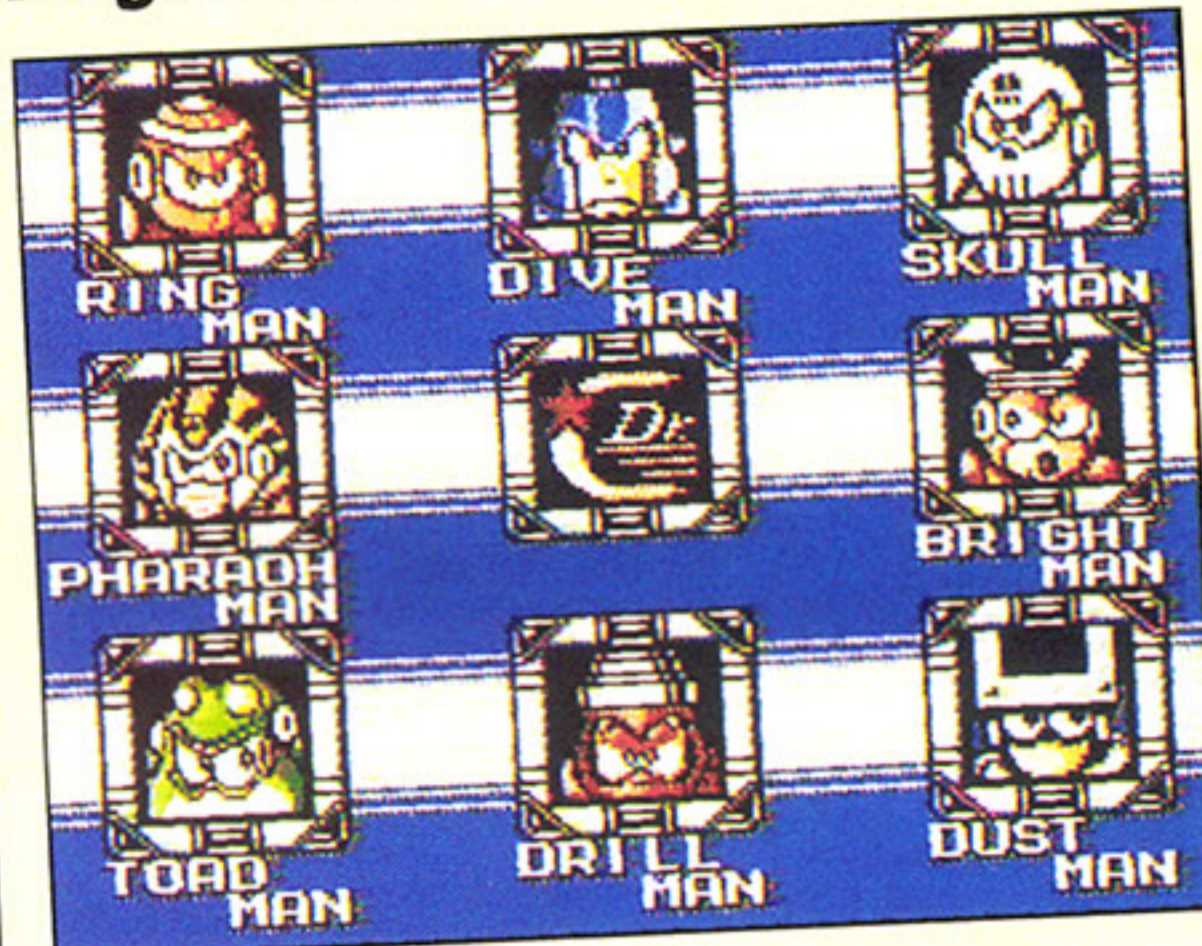 RING
MAN
DIVE
MAN
SKULL
MAN
PHARAOH
MAN
Dr.
BRIGHT
MAN
TOAD
MAN
DRILL
MAN
DUST
MAN